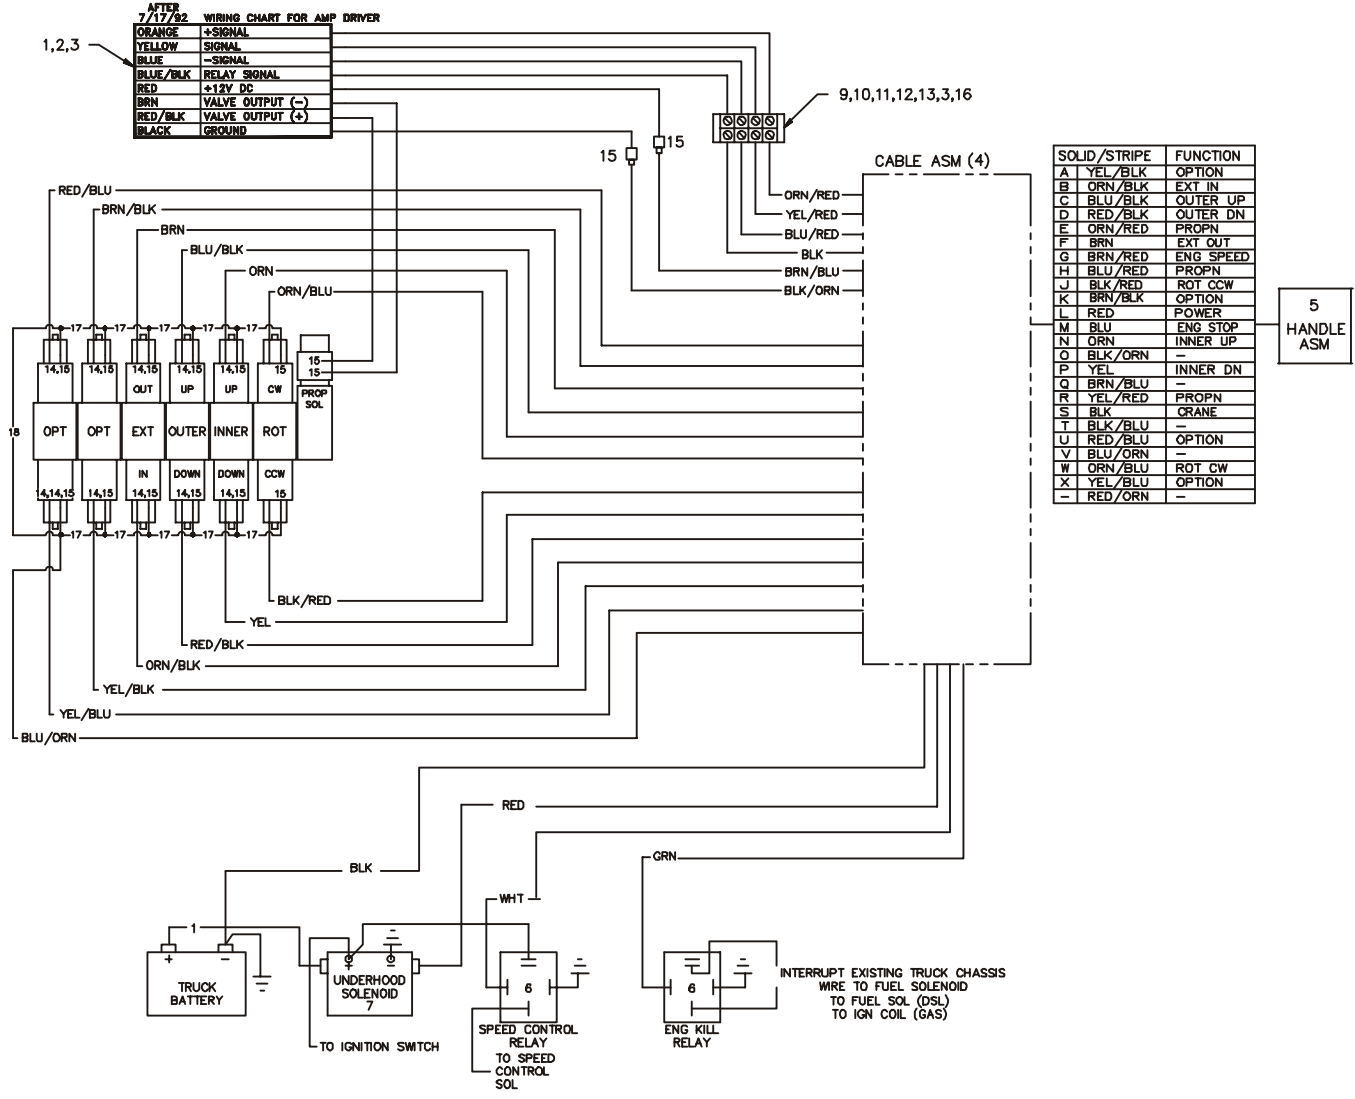 AFTER
7/17/92 WIRING CHART FOR AMP DRIVER
ORANGE +SIGNAL
YELLOW SIGNAL
BLUE -SIGNAL
BLUE/BLK RELAY SIGNAL
RED +12V DC
BRN VALVE OUTPUT (-)
RED/BLK VALVE OUTPUT (+)
BLACK GROUND
1,2,3
9,10,11,12,13,3,16
15
15
CABLE ASM (4)
ORN/RED
YEL/RED
BLU/RED
BLK
BRN/BLU
BLK/ORN
SOLID/STRIPE FUNCTION
A YEL/BLK OPTION
B ORN/BLK EXT IN
C BLU/BLK OUTER UP
D RED/BLK OUTER DN
E ORN/RED PROPN
F BRN EXT OUT
G BRN/RED ENG SPEED
H BLU/RED PROPN
J BLK/RED ROT CCW
K BRN/BLK OPTION
L RED POWER
M BLU ENG STOP
N ORN INNER UP
O BLK/ORN -
P YEL INNER DN
Q BRN/BLU -
R YEL/RED PROPN
S BLK CRANE
T BLK/BLU -
U RED/BLU OPTION
V BLU/ORN -
W ORN/BLU ROT CW
X YEL/BLU OPTION
- RED/ORN -
5
HANDLE
ASM
RED/BLU
BRN/BLK
BRN
BLU/BLK
ORN
ORN/BLU
17 17 17 17 17
14,15 14,15 14,15 14,15 14,15 15
15
15
OUT UP UP CW
PROP
SOL
18
OPT OPT EXT OUTER INNER ROT
IN DOWN DOWN CCW
14,14,15 14,15 14,15 14,15 14,15 15
17 17 17 17 17
BLK/RED
YEL
RED/BLK
ORN/BLK
YEL/BLK
YEL/BLU
BLU/ORN
RED
BLK
GRN
WHT
1
+ -
TRUCK
BATTERY
+ -
UNDERHOOD
SOLENOID
7
TO IGNITION SWITCH
6
SPEED CONTROL
RELAY
TO SPEED
CONTROL
SOL
6
ENG KILL
RELAY
INTERRUPT EXISTING TRUCK CHASSIS
WIRE TO FUEL SOLENOID
TO FUEL SOL (DSL)
TO IGN COIL (GAS)